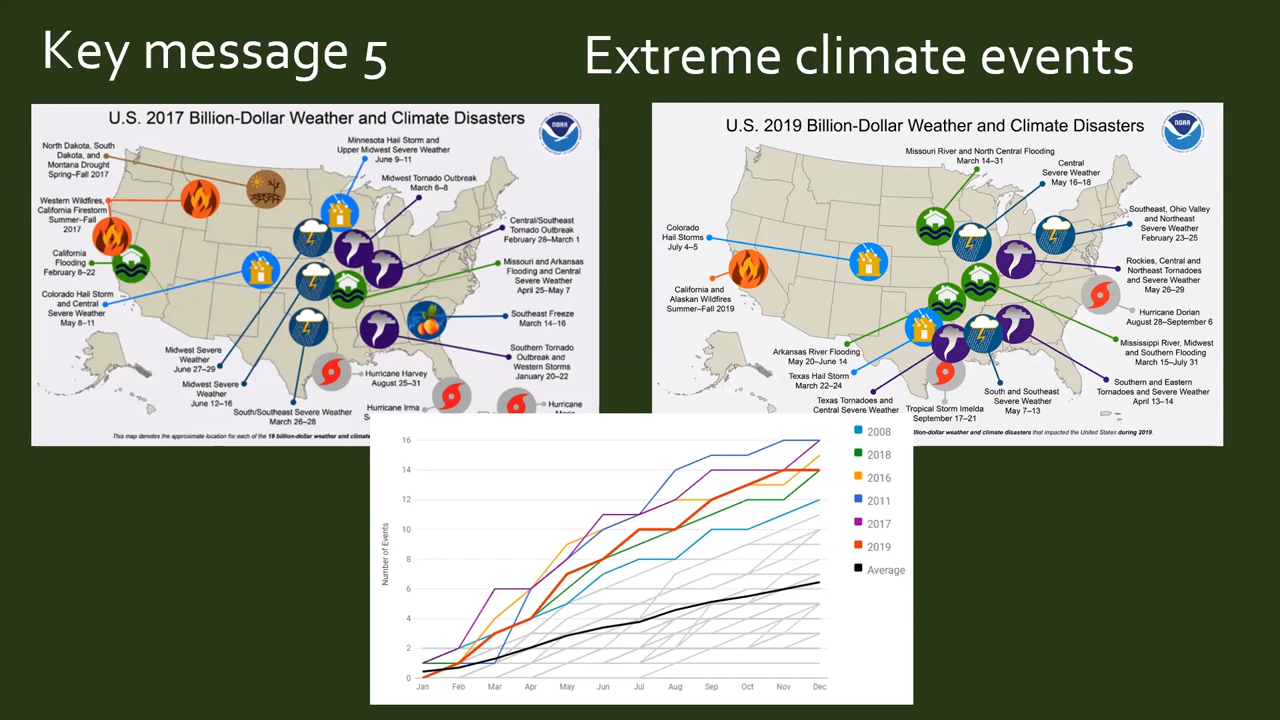 Key message 5
Extreme climate events
U.S. 2017 Billion-Dollar Weather and Climate Disasters
NOAA
North Dakota, South
Dakota, and
Montana Drought
Spring–Fall 2017
Western Wildfires,
California Firestorm
Summer–Fall
2017
California
Flooding
February 8–22
Colorado Hail Storm
and Central
Severe Weather
May 8–11
Midwest Severe
Weather
June 27–29
Midwest Severe
Weather
June 12–16
South/Southeast Severe Weather
March 26–28
Minnesota Hail Storm and
Upper Midwest Severe Weather
June 9–11
Midwest Tornado Outbreak
March 6–8
Central/Southeast
Tornado Outbreak
February 28–March 1
Missouri and Arkansas
Flooding and Central
Severe Weather
April 25–May 7
Southeast Freeze
March 14–16
Southern Tornado
Outbreak and
Western Storms
January 20–22
Hurricane Harvey
August 25–31
Hurricane Irma
Hurricane
This map denotes the approximate location for each of the 16 billion-dollar weather and climate
U.S. 2019 Billion-Dollar Weather and Climate Disasters
NOAA
Missouri River and North Central Flooding
March 14–31
Central
Severe Weather
May 16–18
Southeast, Ohio Valley
and Northeast
Severe Weather
February 23–25
Colorado
Hail Storms
July 4–5
California and
Alaskan Wildfires
Summer–Fall 2019
Rockies, Central and
Northeast Tornadoes
and Severe Weather
May 26–29
Hurricane Dorian
August 28–September 6
Mississippi River, Midwest
and Southern Flooding
March 15–July 31
Southern and Eastern
Tornadoes and Severe Weather
April 13–14
Arkansas River Flooding
May 20–June 14
Texas Hail Storm
March 22–24
Texas Tornadoes and
Central Severe Weather
Tropical Storm Imelda
September 17–21
South and Southeast
Severe Weather
May 7–13
billion-dollar weather and climate disasters that impacted the United States during 2019.
Number of Events
16
14
12
10
8
6
4
2
0
Jan Feb Mar Apr May Jun Jul Aug Sep Oct Nov Dec
2008
2018
2016
2011
2017
2019
Average